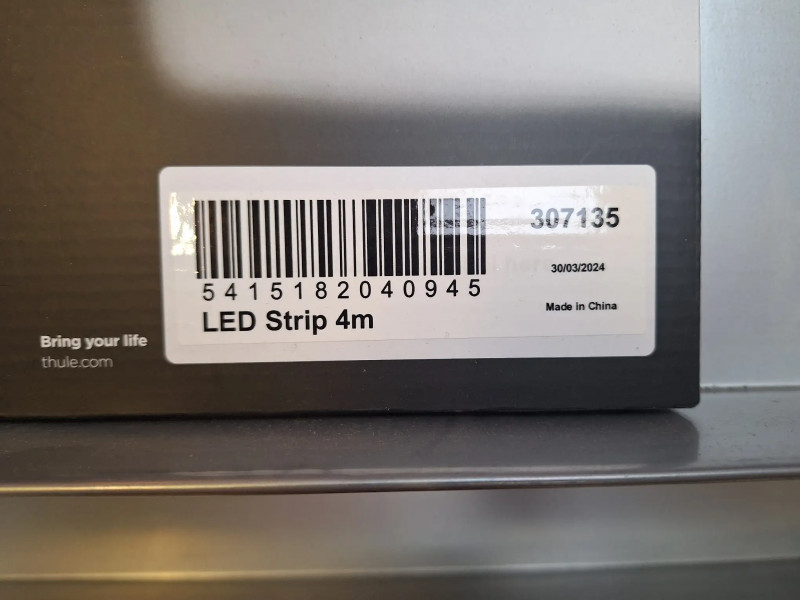 307135
5415182040945
30/03/2024
LED Strip 4m
Made in China
Bring your life
thule.com